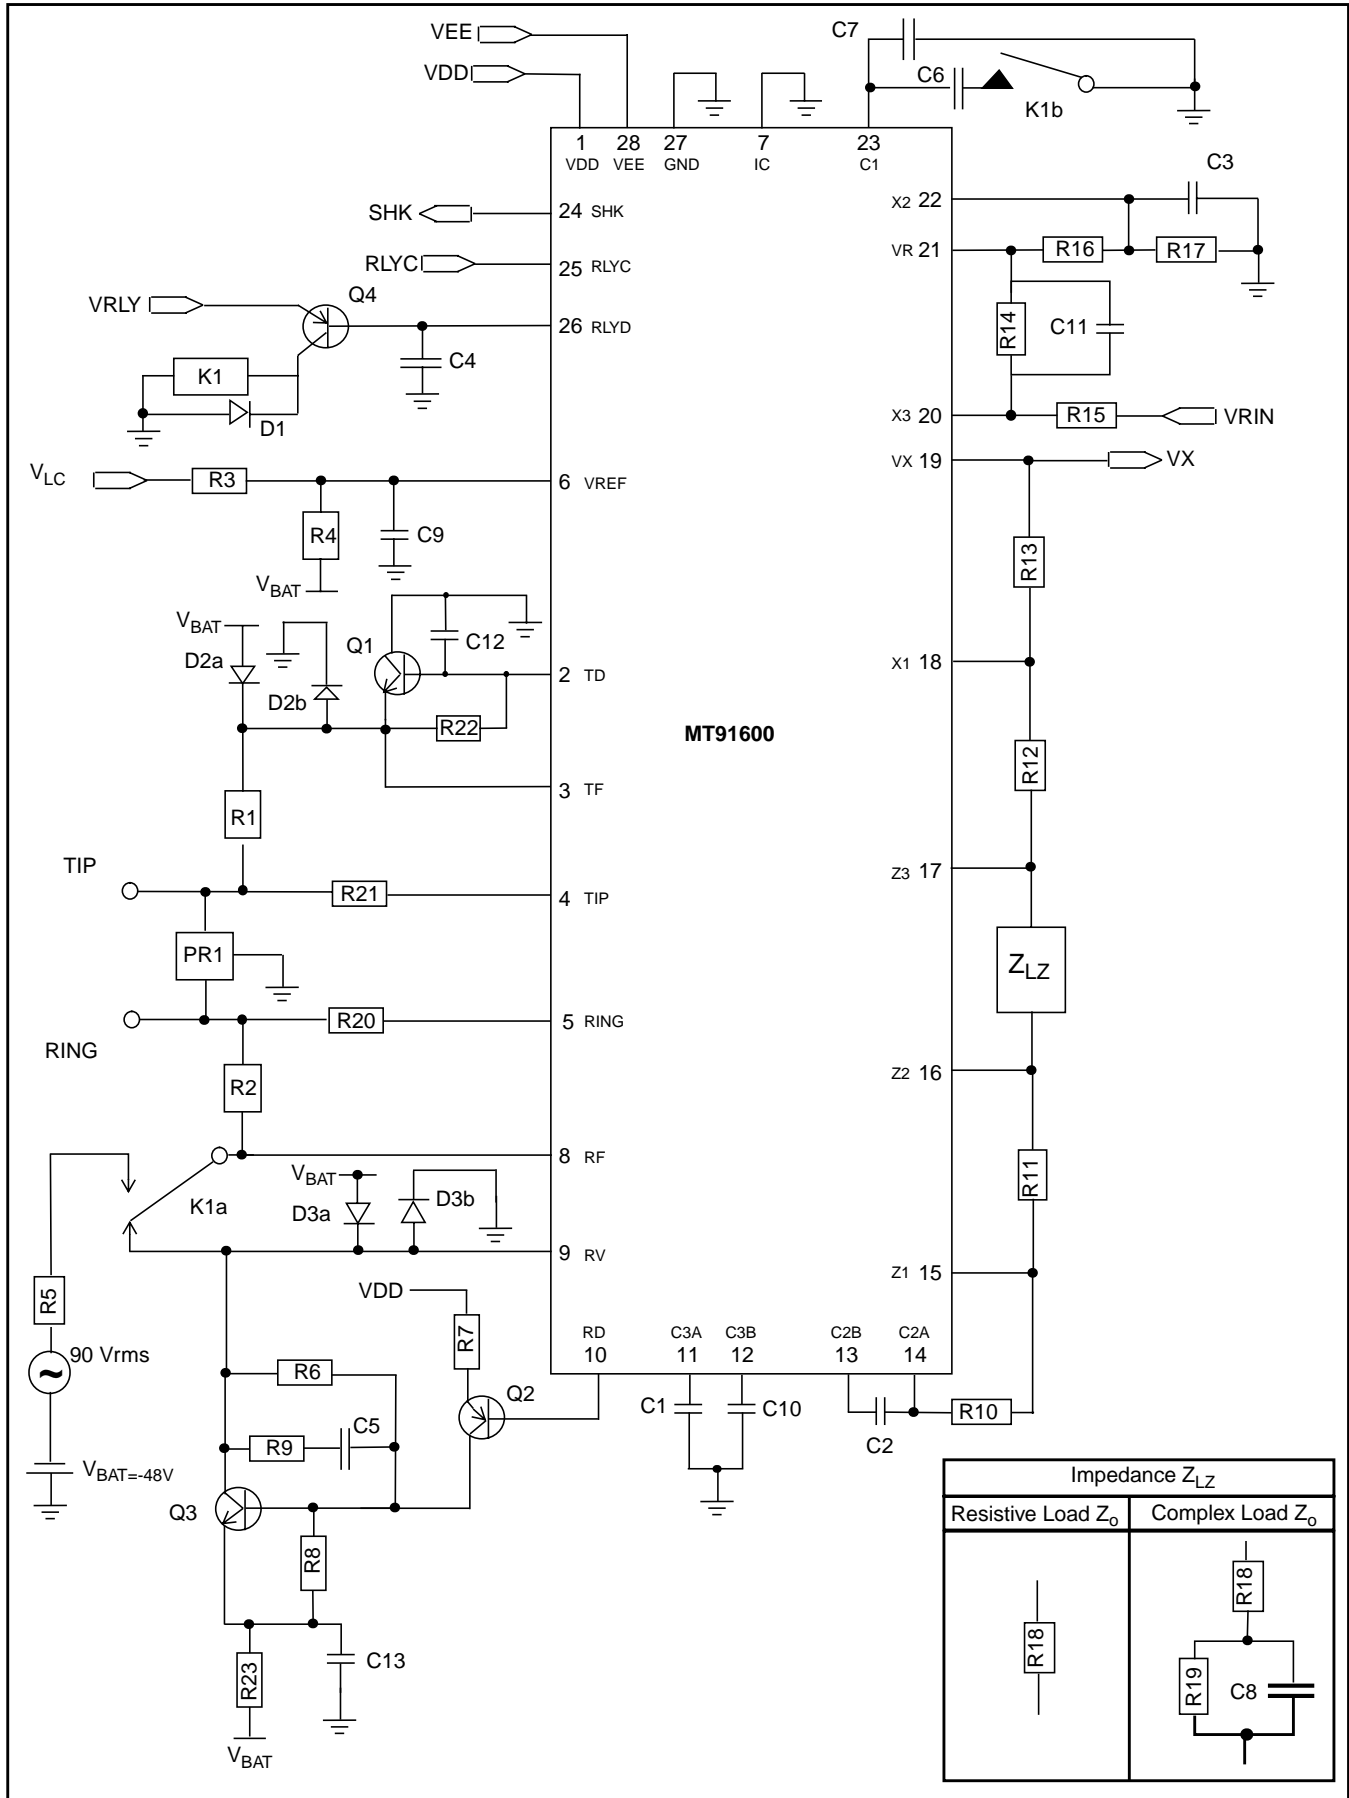 VEE
VDD
C7
C6
K1b
1
28
27
7
23
VDD
VEE
GND
IC
C1
C3
X2 22
SHK
24 SHK
VR 21
R16
R17
RLYC
25 RLYC
Q4
VRLY
26 RLYD
R14
C11
C4
K1
D1
X3 20
R15
VRIN
VX 19
VX
VLC
R3
6 VREF
R4
C9
R13
VBAT
VBAT
Q1
C12
D2a
X1 18
2 TD
D2b
R22
MT91600
R12
3 TF
R1
TIP
Z3 17
R21
4 TIP
PR1
ZLZ
R20
5 RING
RING
Z2 16
R2
8 RF
VBAT
R11
K1a
D3a
D3b
9 RV
Z1 15
VDD
R5
R7
RD
C3A
C3B
C2B
C2A
10
11
12
13
14
90 Vrms
R6
Q2
C1
C10
R10
C5
R9
C2
VBAT=-48V
Q3
R8
Impedance ZLZ
Resistive Load Zo
Complex Load Zo
R18
R18
C13
R23
R19
C8
VBAT